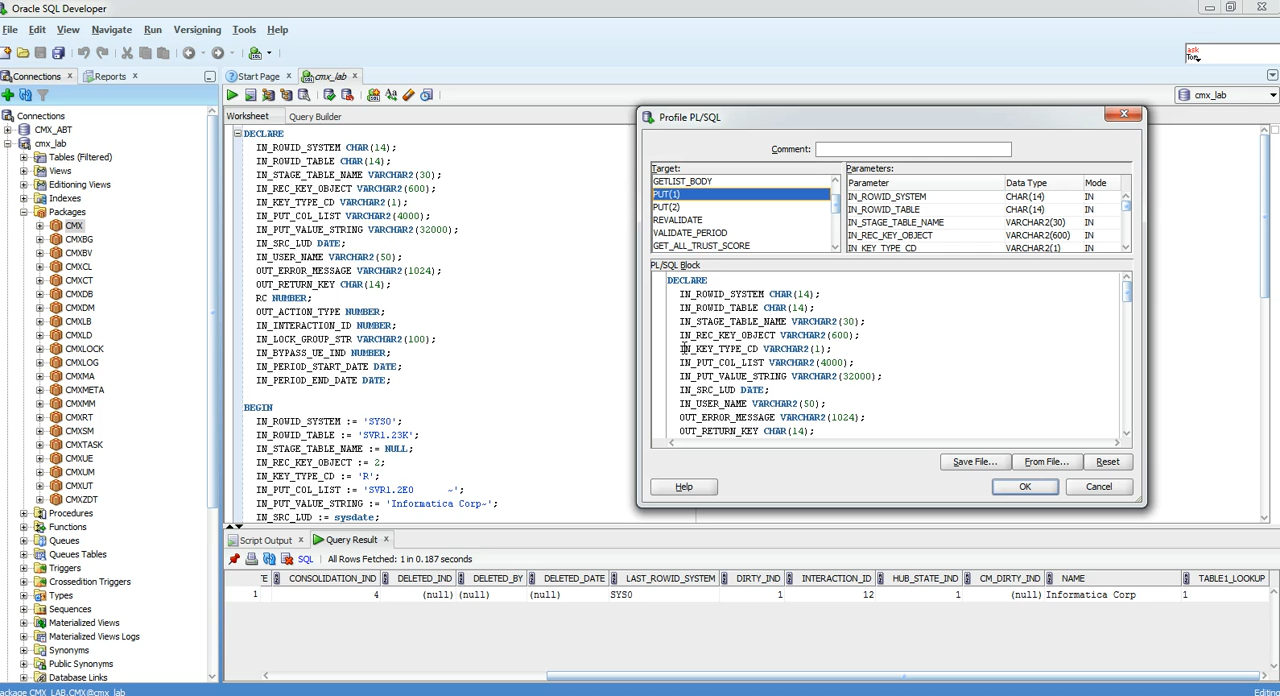 Oracle SQL Developer
File Edit View Navigate Run Versioning Tools Help
ask
Tom
Connections
Reports
Start Page
cmx_lab
cmx_lab
Worksheet
Query Builder
Connections
CMX_ABT
cmx_lab
Tables (Filtered)
Views
Editioning Views
Indexes
Packages
CMX
CMXBG
CMXBV
CMXCL
CMXCT
CMXDB
CMXDM
CMXLB
CMXLD
CMXLOCK
CMXLOG
CMXMA
CMXMETA
CMXMM
CMXRT
CMXSM
CMXTASK
CMXUE
CMXUM
CMXUT
CMXZDT
Procedures
Functions
Queues
Queues Tables
Triggers
Crossedition Triggers
Types
Sequences
Materialized Views
Materialized Views Logs
Synonyms
Public Synonyms
Database Links
DECLARE
IN_ROWID_SYSTEM CHAR(14);
IN_ROWID_TABLE CHAR(14);
IN_STAGE_TABLE_NAME VARCHAR2(30);
IN_REC_KEY_OBJECT VARCHAR2(600);
IN_KEY_TYPE_CD VARCHAR2(1);
IN_PUT_COL_LIST VARCHAR2(4000);
IN_PUT_VALUE_STRING VARCHAR2(32000);
IN_SRC_LUD DATE;
IN_USER_NAME VARCHAR2(50);
OUT_ERROR_MESSAGE VARCHAR2(1024);
OUT_RETURN_KEY CHAR(14);
RC NUMBER;
OUT_ACTION_TYPE NUMBER;
IN_INTERACTION_ID NUMBER;
IN_LOCK_GROUP_STR VARCHAR2(100);
IN_BYPASS_UE_IND NUMBER;
IN_PERIOD_START_DATE DATE;
IN_PERIOD_END_DATE DATE;
BEGIN
IN_ROWID_SYSTEM := 'SYS0';
IN_ROWID_TABLE := 'SVR1.23K';
IN_STAGE_TABLE_NAME := NULL;
IN_REC_KEY_OBJECT := 2;
IN_KEY_TYPE_CD := 'R';
IN_PUT_COL_LIST := 'SVR1.2E0      ~';
IN_PUT_VALUE_STRING := 'Informatica Corp~';
IN_SRC_LUD := sysdate;
Profile PL/SQL
Comment:
Target:
GETLIST_BODY
PUT(1)
PUT(2)
REVALIDATE
VALIDATE_PERIOD
GET_ALL_TRUST_SCORE
Parameters:
Parameter Data Type Mode
IN_ROWID_SYSTEM CHAR(14) IN
IN_ROWID_TABLE CHAR(14) IN
IN_STAGE_TABLE_NAME VARCHAR2(30) IN
IN_REC_KEY_OBJECT VARCHAR2(600) IN
IN_KEY_TYPE_CD VARCHAR2(1) IN
PL/SQL Block
DECLARE
IN_ROWID_SYSTEM CHAR(14);
IN_ROWID_TABLE CHAR(14);
IN_STAGE_TABLE_NAME VARCHAR2(30);
IN_REC_KEY_OBJECT VARCHAR2(600);
IN_KEY_TYPE_CD VARCHAR2(1);
IN_PUT_COL_LIST VARCHAR2(4000);
IN_PUT_VALUE_STRING VARCHAR2(32000);
IN_SRC_LUD DATE;
IN_USER_NAME VARCHAR2(50);
OUT_ERROR_MESSAGE VARCHAR2(1024);
OUT_RETURN_KEY CHAR(14);
Save File... From File... Reset
Help OK Cancel
Script Output
Query Result
SQL All Rows Fetched: 1 in 0.187 seconds
E CONSOLIDATION_IND DELETED_IND DELETED_BY DELETED_DATE LAST_ROWID_SYSTEM DIRTY_IND INTERACTION_ID HUB_STATE_IND CM_DIRTY_IND NAME TABLE1_LOOKUP
1 4 (null) (null) (null) SYS0 1 12 1 (null) Informatica Corp 1
ackage CMX_LAB.CMX@cmx_lab
Editing